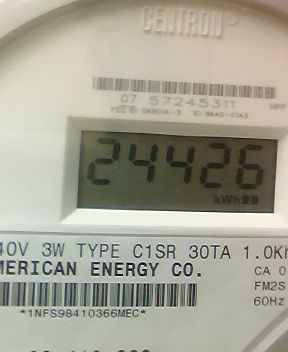 CENTRON
07 57245311
24426
kWh
40V 3W TYPE C1SR 30TA 1.0Kh
MERICAN ENERGY CO.
CA 0
FM2S
60Hz
*1NFS98410366MEC*